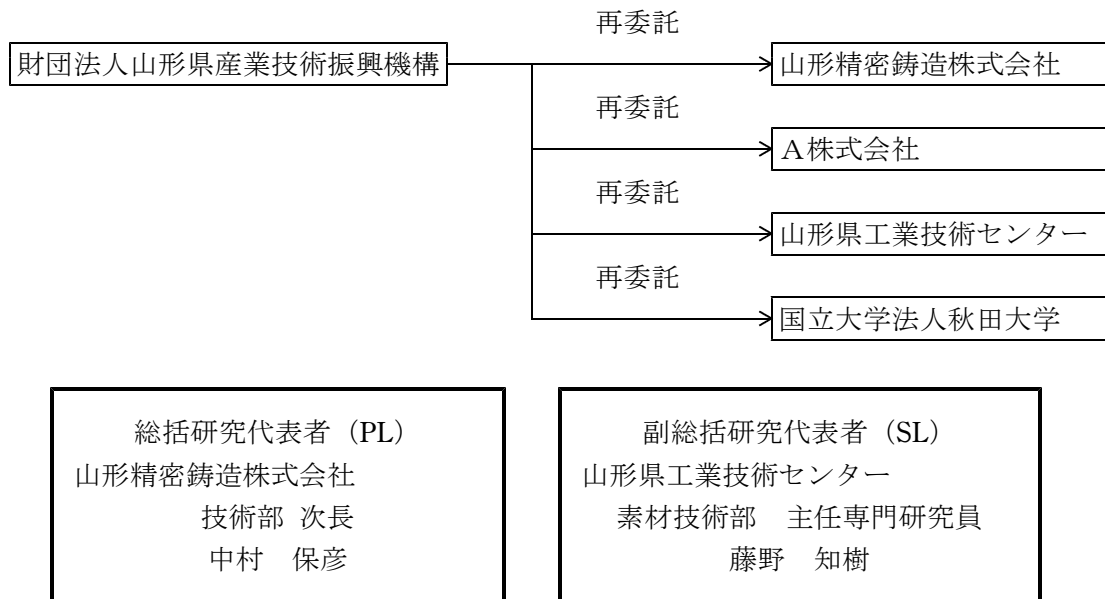 再委託
財団法人山形県産業技術振興機構
山形精密鋳造株式会社
再委託
A株式会社
再委託
山形県工業技術センター
再委託
国立大学法人秋田大学
総括研究代表者（PL）
山形精密鋳造株式会社
技術部 次長
中村　保彦
副総括研究代表者（SL）
山形県工業技術センター
素材技術部　主任専門研究員
藤野　知樹